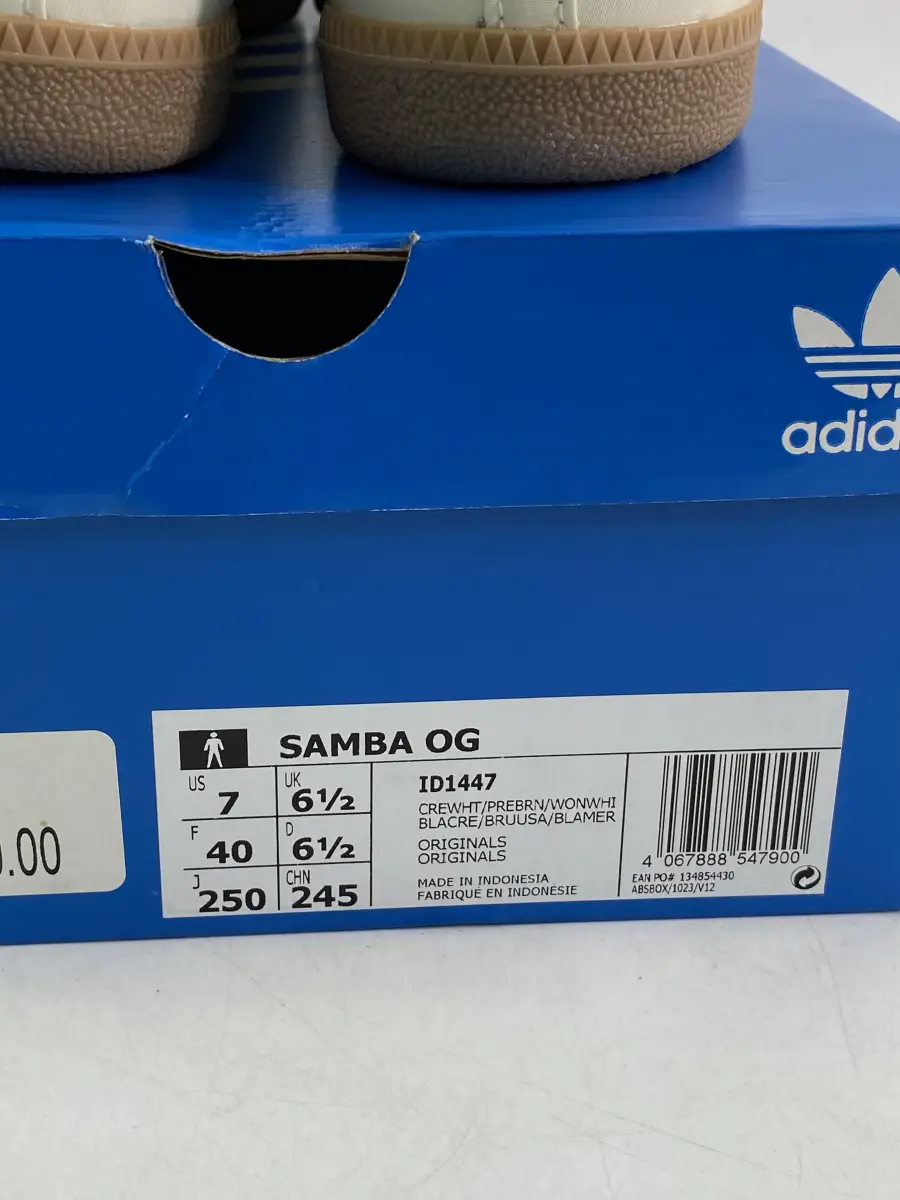 adid
SAMBA OG
US 7
UK 6½
F 40
D 6½
J 250
CHN 245
ID1447
CREWHT/PREBRN/WONWHI
BLACRE/BRUUSA/BLAMER
ORIGINALS
ORIGINALS
MADE IN INDONESIA
FABRIQUÉ EN INDONÉSIE
4 067888 547900
EAN PO# 134854430
ABSBOX/1023/V12
.00